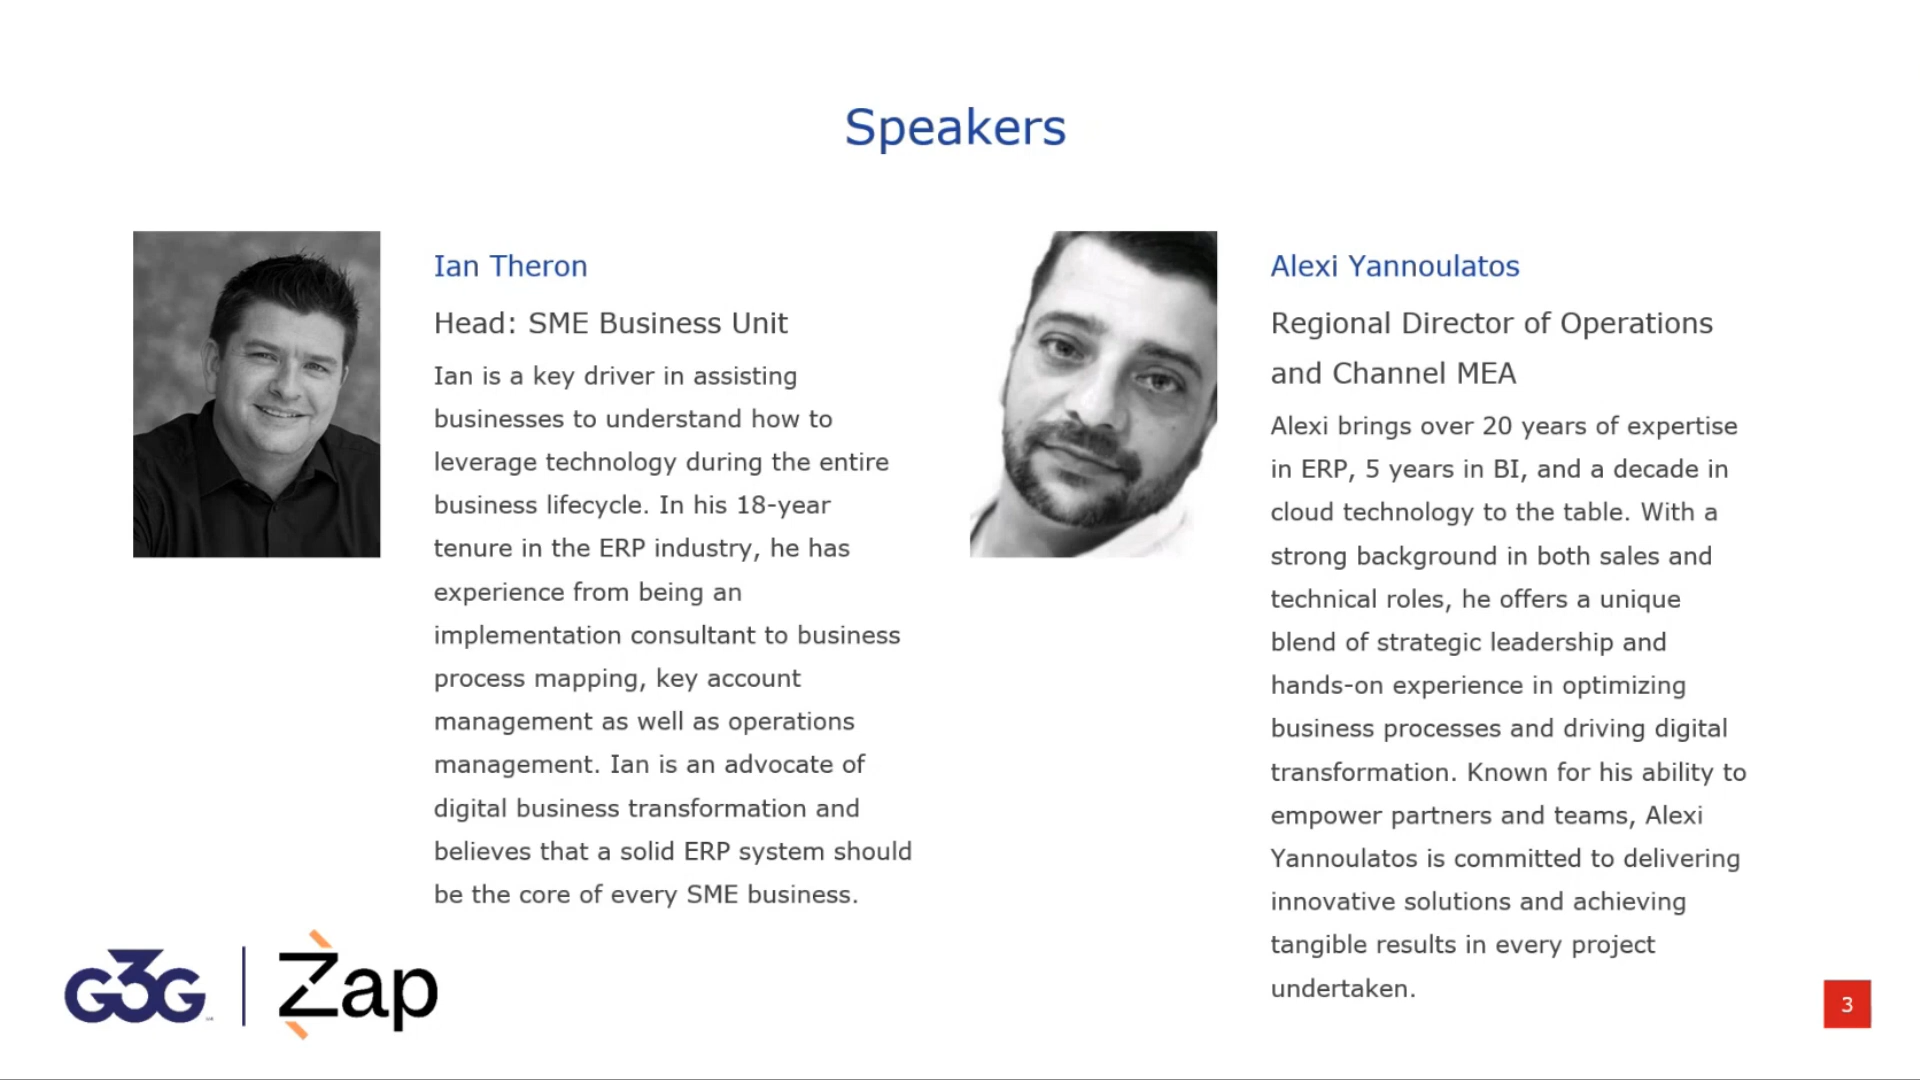 Speakers
Ian Theron
Head: SME Business Unit
Ian is a key driver in assisting
businesses to understand how to
leverage technology during the entire
business lifecycle. In his 18-year
tenure in the ERP industry, he has
experience from being an
implementation consultant to business
process mapping, key account
management as well as operations
management. Ian is an advocate of
digital business transformation and
believes that a solid ERP system should
be the core of every SME business.
Alexi Yannoulatos
Regional Director of Operations
and Channel MEA
Alexi brings over 20 years of expertise
in ERP, 5 years in BI, and a decade in
cloud technology to the table. With a
strong background in both sales and
technical roles, he offers a unique
blend of strategic leadership and
hands-on experience in optimizing
business processes and driving digital
transformation. Known for his ability to
empower partners and teams, Alexi
Yannoulatos is committed to delivering
innovative solutions and achieving
tangible results in every project
undertaken.
G3G
Zap
3